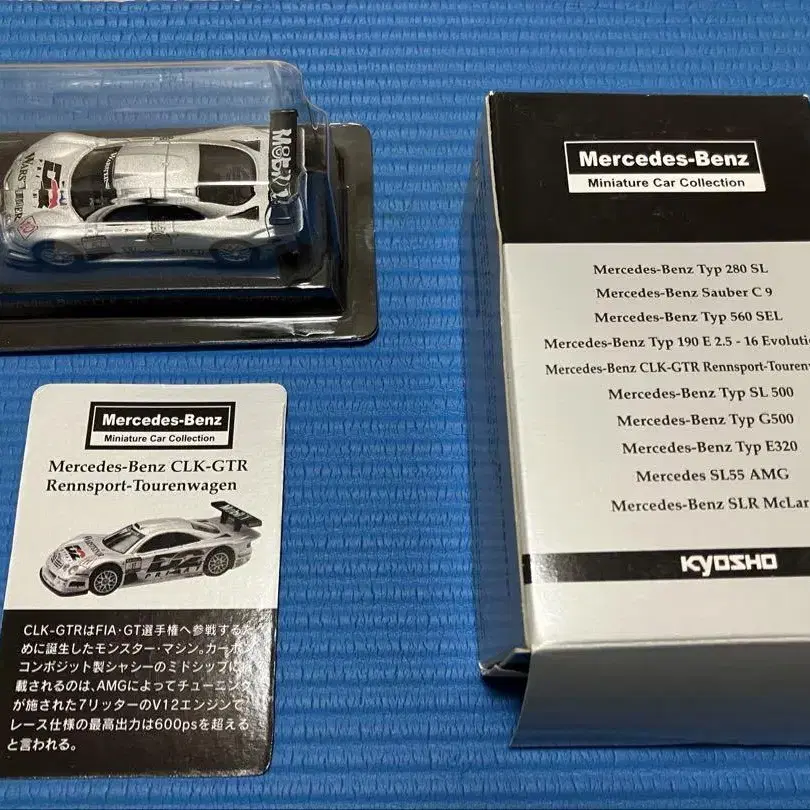 Mobil
WARSTEINER
Mercedes-Benz
Miniature Car Collection
Mercedes-Benz CLK-GTR
Rennsport-Tourenwagen
CLK-GTRはFIA・GT選手権へ参戦する
めに誕生したモンスター・マシン。カーボン
コンポジット製シャシーのミドシップに
載されるのは、AMGによってチューニング
が施された7リッターのV12エンジンで
レース仕様の最高出力は600psを超える
と言われる。
Mercedes-Benz
Miniature Car Collection
Mercedes-Benz Typ 280 SL
Mercedes-Benz Sauber C 9
Mercedes-Benz Typ 560 SEL
Mercedes-Benz Typ 190 E 2.5 - 16 Evoluti
Mercedes-Benz CLK-GTR Rennsport-Touren
Mercedes-Benz Typ SL 500
Mercedes-Benz Typ G500
Mercedes-Benz Typ E320
Mercedes SL55 AMG
Mercedes-Benz SLR McLar
KYOSHO